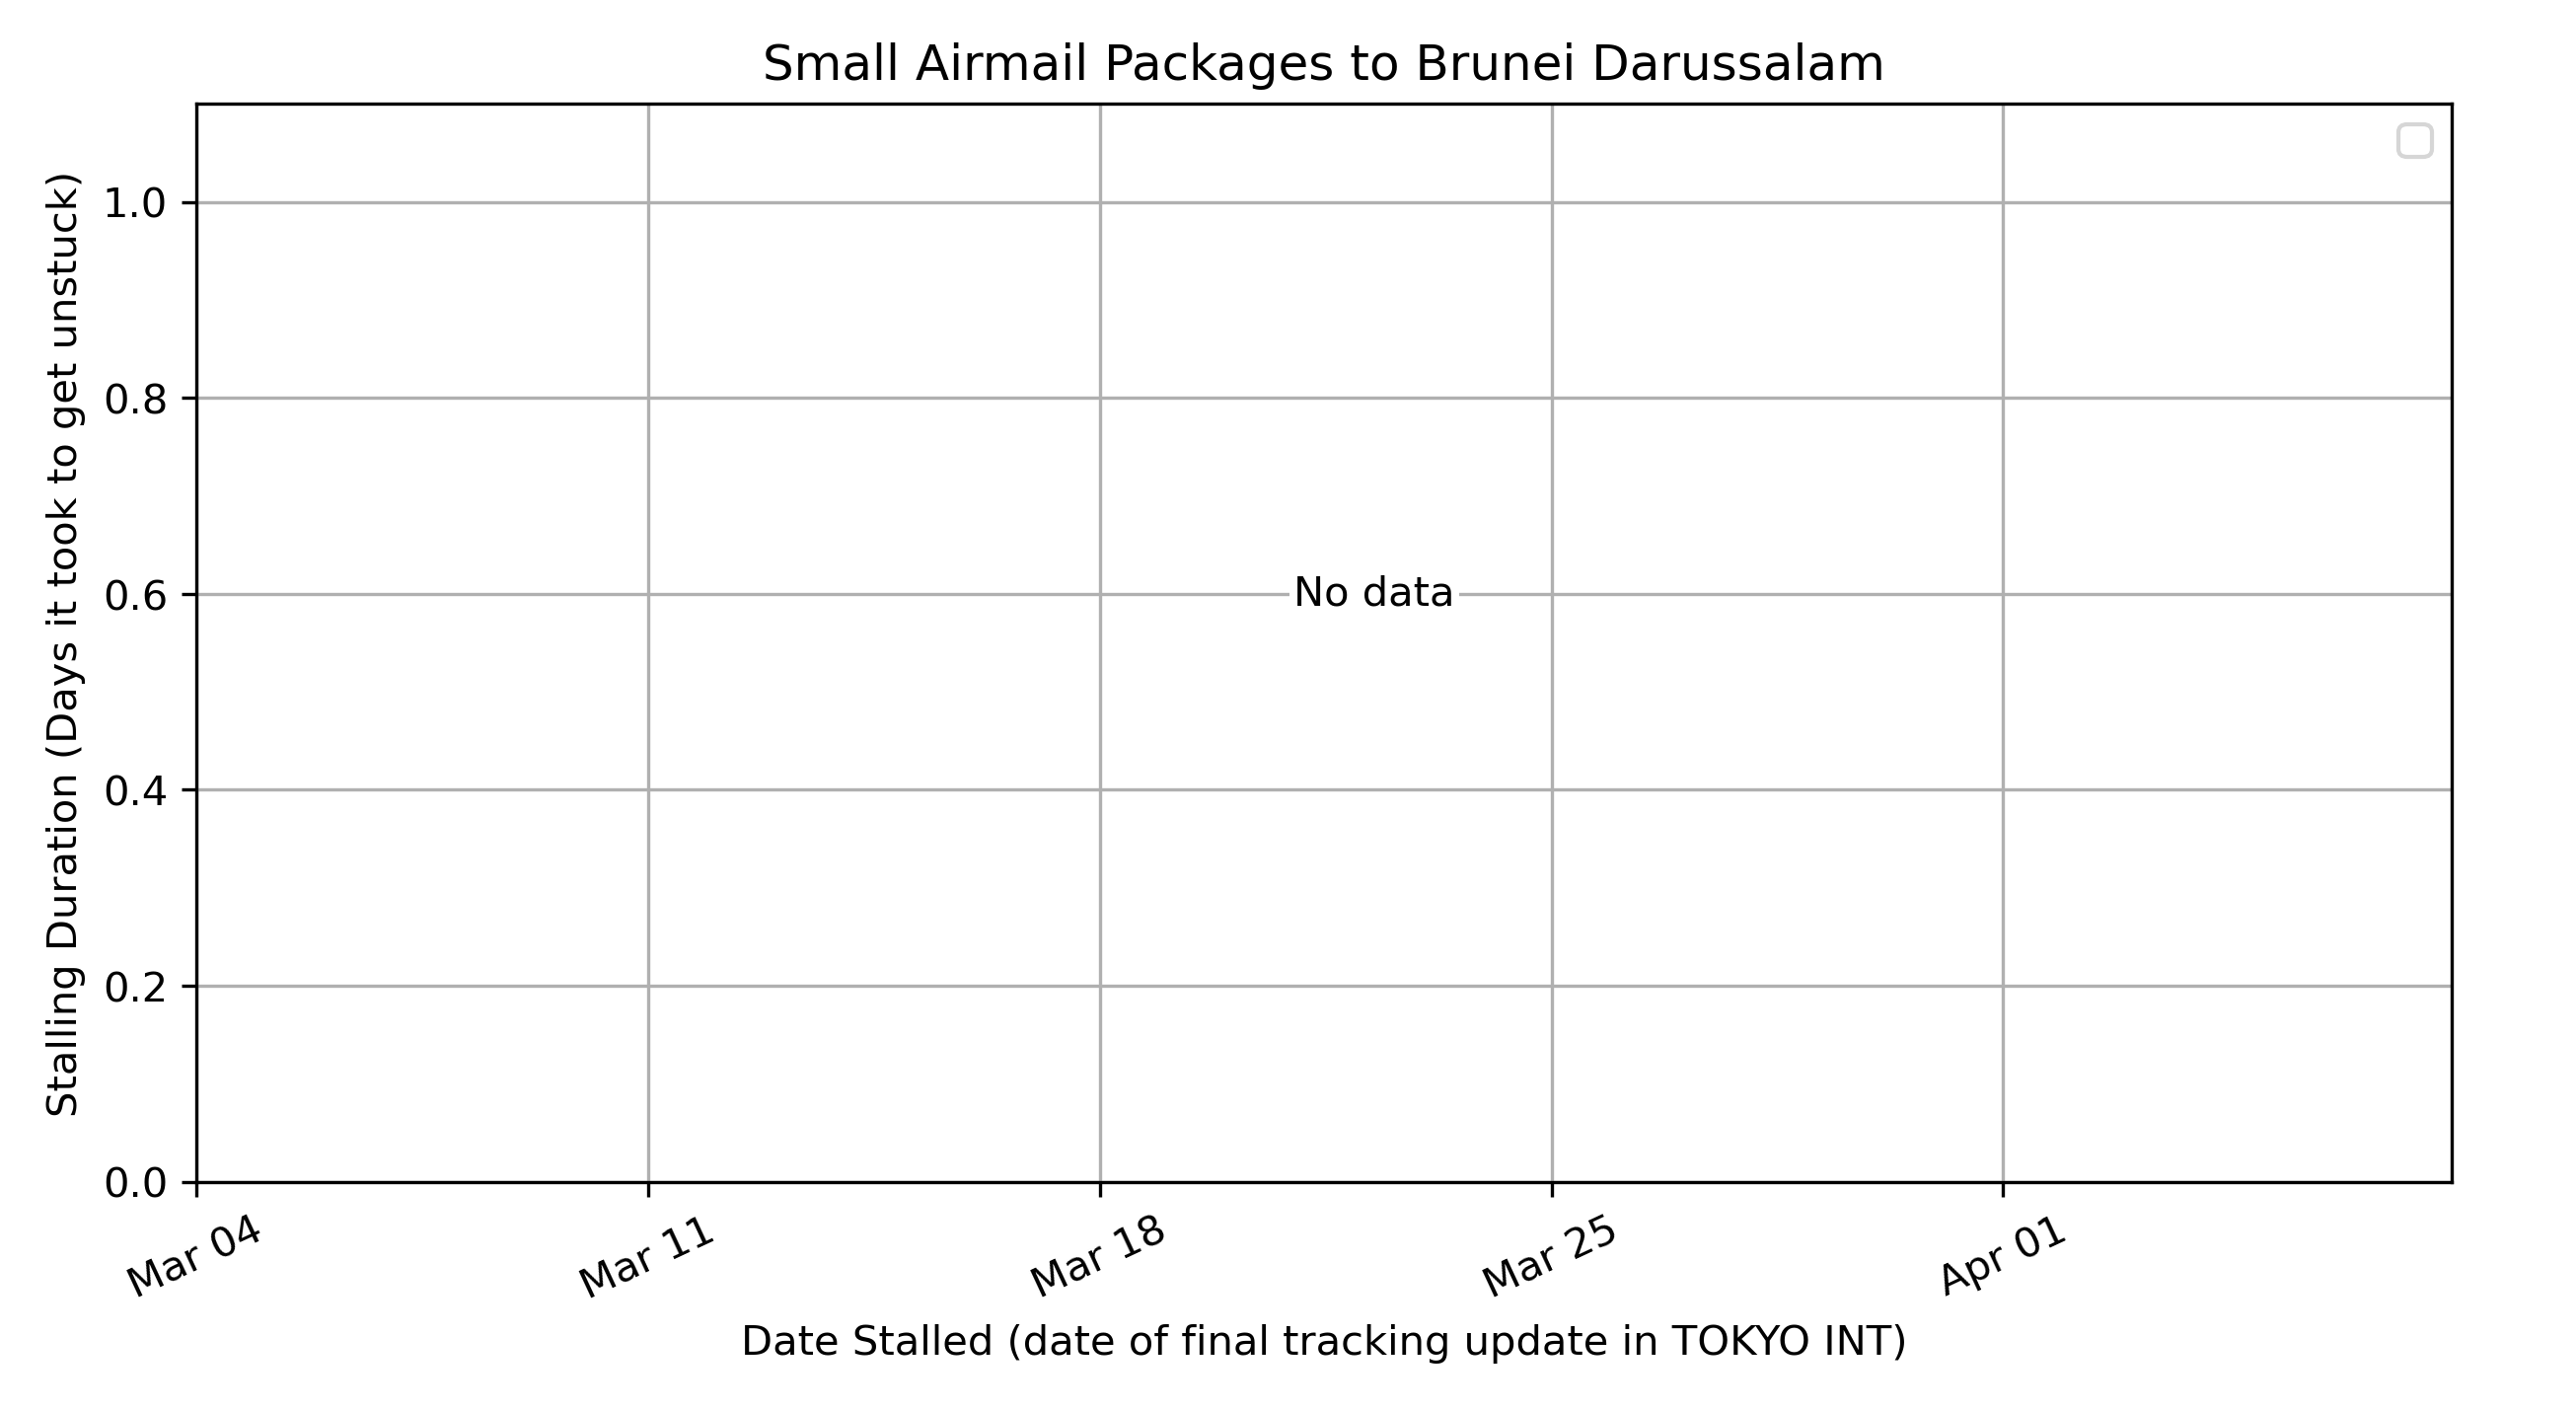 Small Airmail Packages to Brunei Darussalam
Stalling Duration (Days it took to get unstuck)
1.0
0.8
0.6
0.4
0.2
0.0
No data
Mar 04
Mar 11
Mar 18
Mar 25
Apr 01
Date Stalled (date of final tracking update in TOKYO INT)